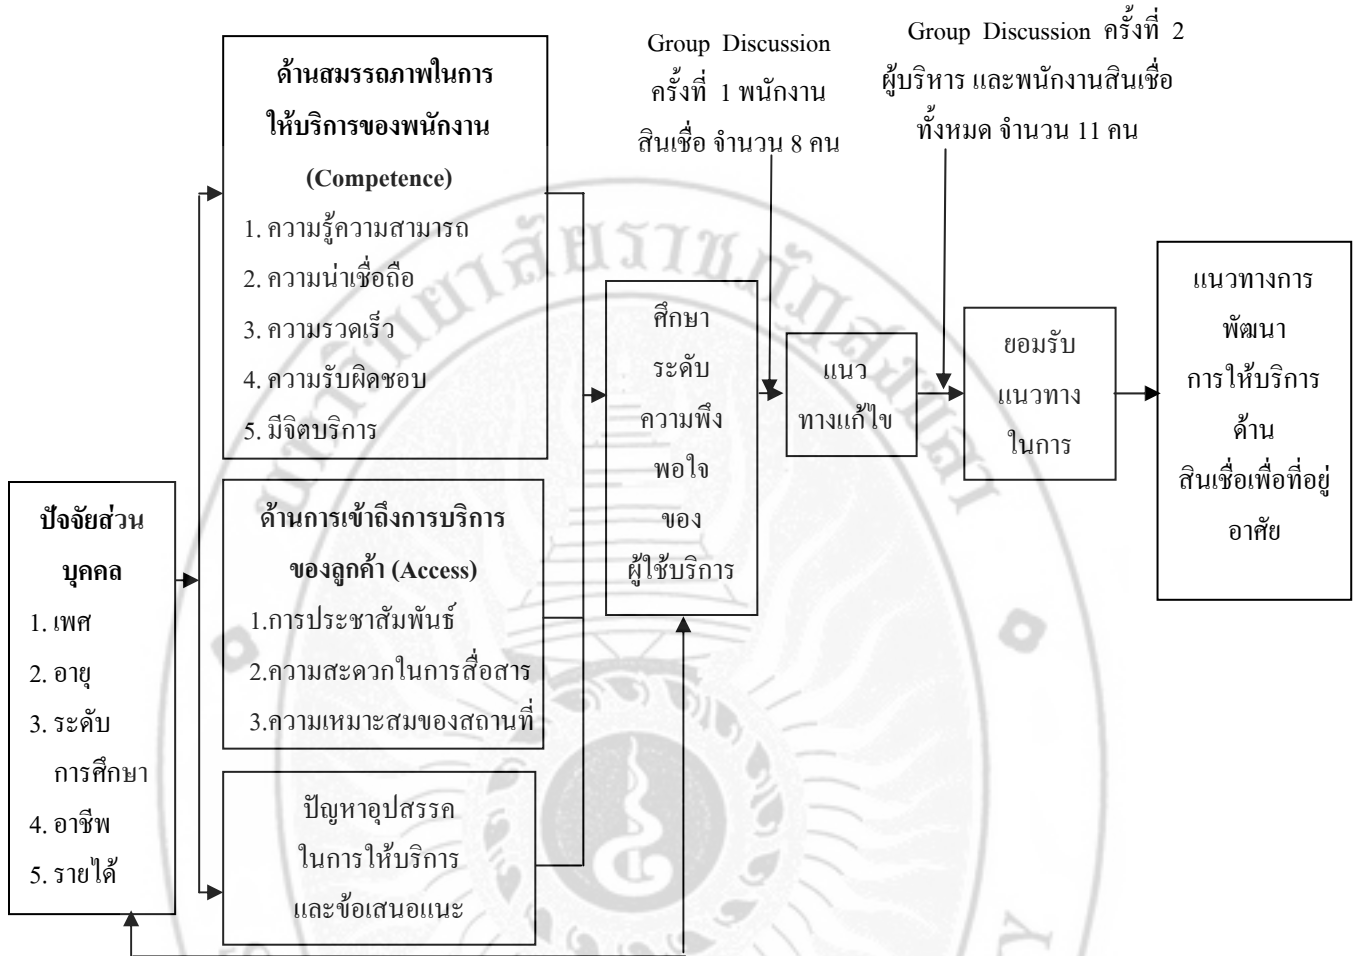 ด้านสมรรถภาพในการ
ให้บริการของพนักงาน
(Competence)
1. ความรู้ความสามารถ
2. ความน่าเชื่อถือ
3. ความรวดเร็ว
4. ความรับผิดชอบ
5. มีจิตบริการ
Group Discussion
ครั้งที่ 1 พนักงาน
สินเชื่อ จำนวน 8 คน
Group Discussion ครั้งที่ 2
ผู้บริหาร และพนักงานสินเชื่อ
ทั้งหมด จำนวน 11 คน
ปัจจัยส่วน
บุคคล
1. เพศ
2. อายุ
3. ระดับ
การศึกษา
4. อาชีพ
5. รายได้
ด้านการเข้าถึงการบริการ
ของลูกค้า (Access)
1.การประชาสัมพันธ์
2.ความสะดวกในการสื่อสาร
3.ความเหมาะสมของสถานที่
ปัญหาอุปสรรค
ในการให้บริการ
และข้อเสนอแนะ
ศึกษา
ระดับ
ความพึง
พอใจ
ของ
ผู้ใช้บริการ
แนว
ทางแก้ไข
ยอมรับ
แนวทาง
ในการ
แนวทางการ
พัฒนา
การให้บริการ
ด้าน
สินเชื่อเพื่อที่อยู่
อาศัย
มหาวิทยาลัยราชภัฏสงขลา